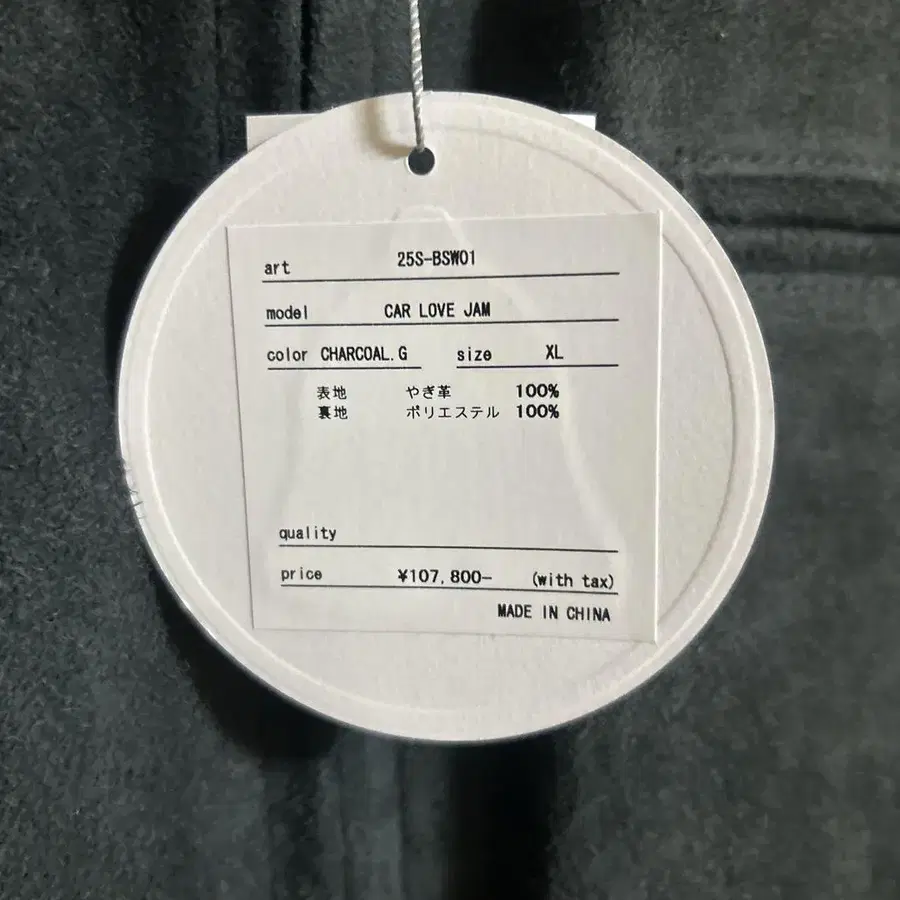 art 25S-BSW01
model CAR LOVE JAM
color CHARCOAL.G size XL
表地 やぎ革 100%
裏地 ポリエステル 100%
quality
price ¥107,800- (with tax)
MADE IN CHINA